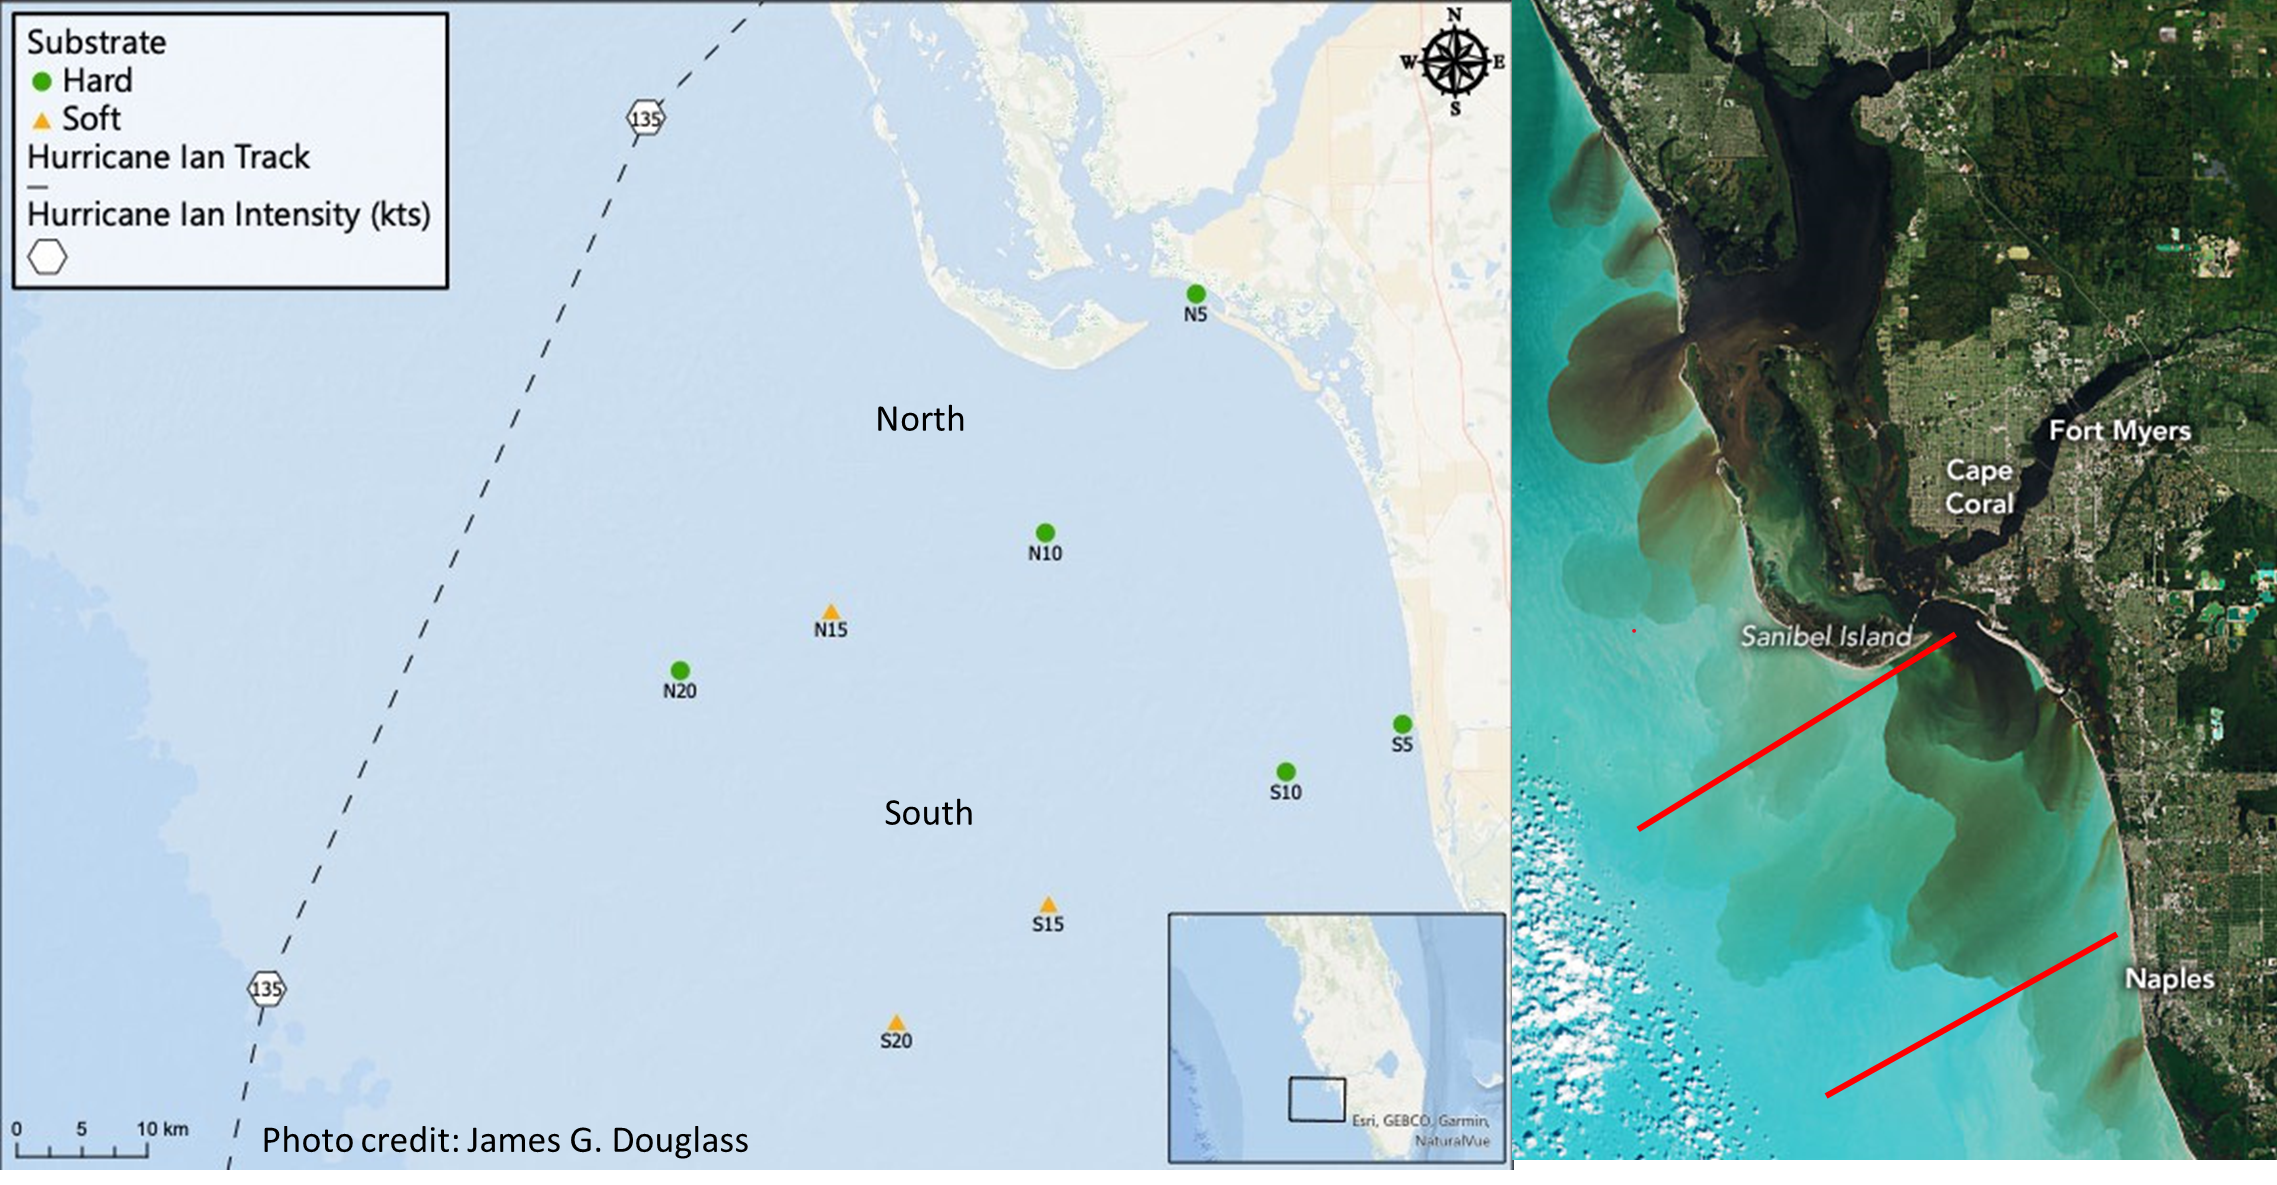 Substrate
Hard
Soft
Hurricane Ian Track
Hurricane Ian Intensity (kts)
N
W E
S
135
N5
North
N10
N15
N20
S5
S10
South
S15
S20
135
0 5 10 km
Photo credit: James G. Douglass
Esri, GEBCO, Garmin,
NaturalVue
Fort Myers
Cape
Coral
Sanibel Island
Naples